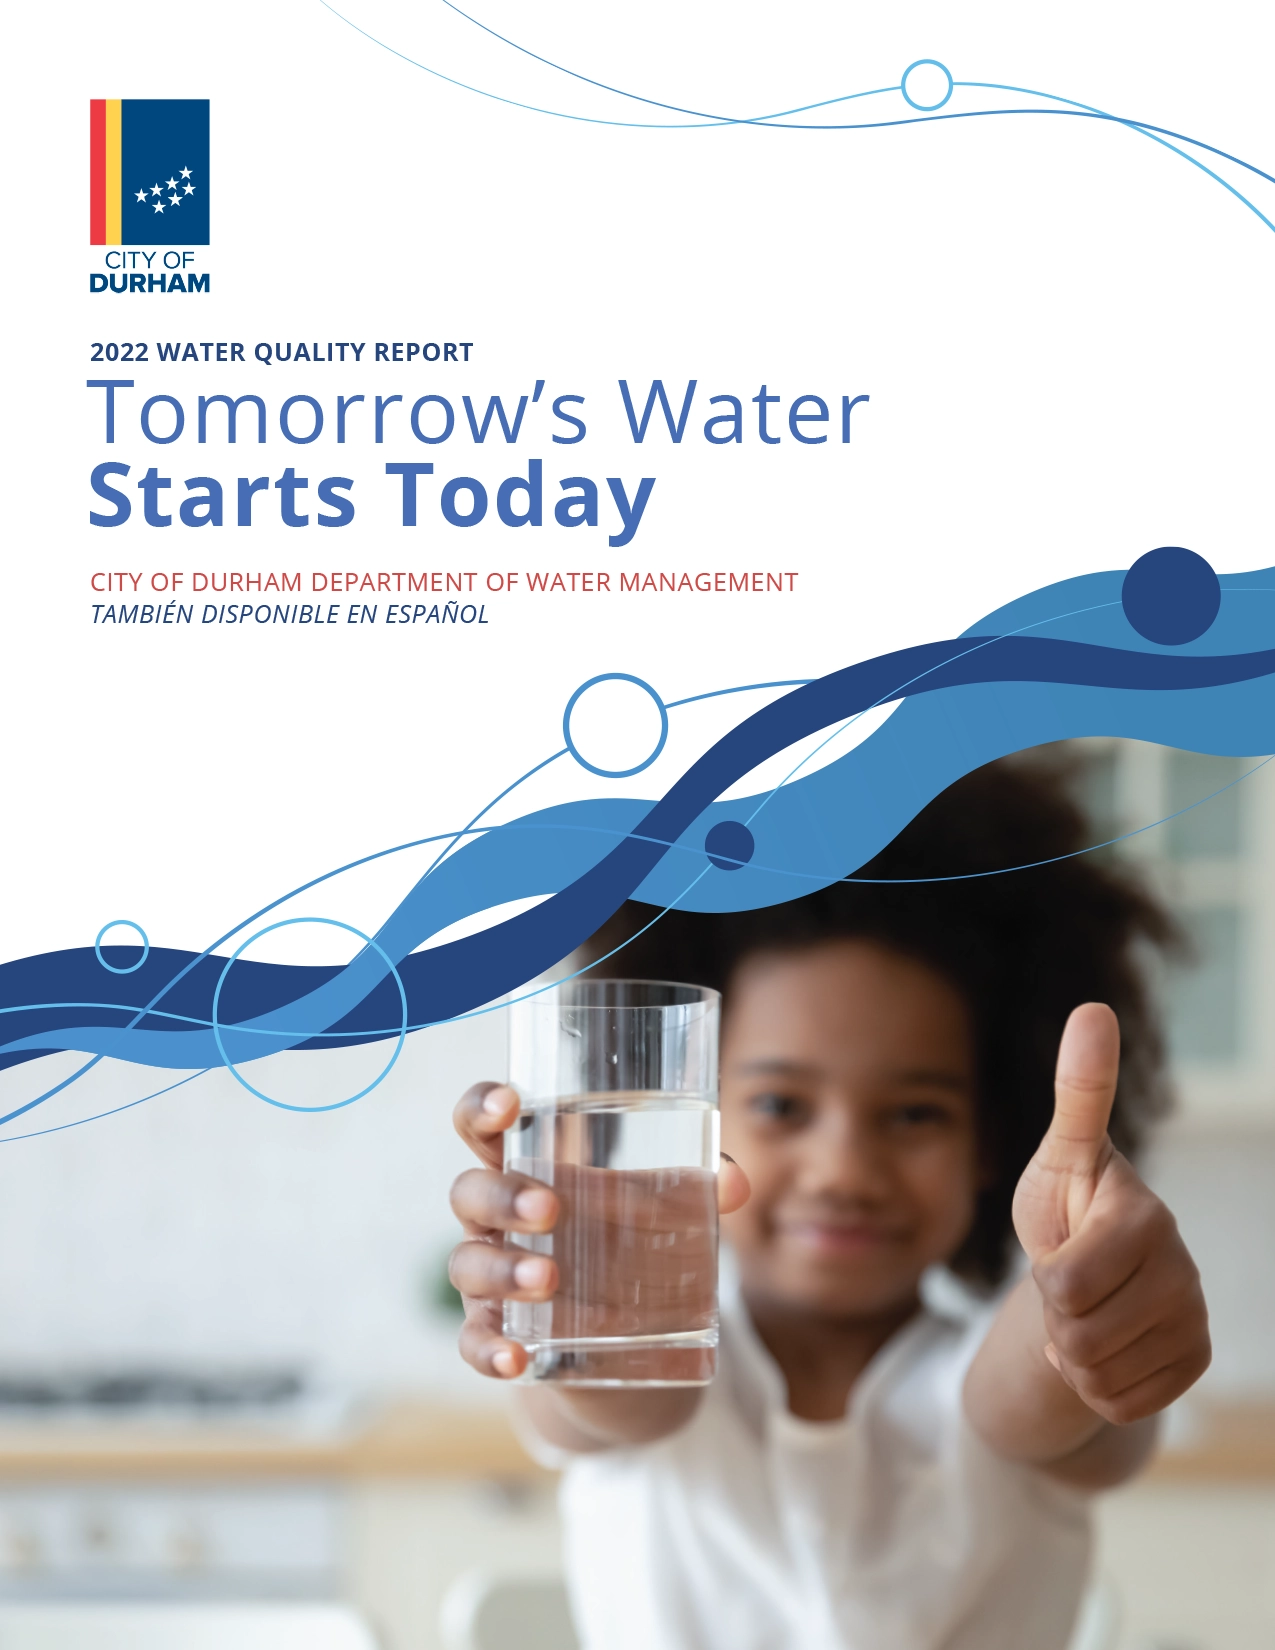 CITY OF
DURHAM
2022 WATER QUALITY REPORT
Tomorrow’s Water
Starts Today
CITY OF DURHAM DEPARTMENT OF WATER MANAGEMENT
TAMBIÉN DISPONIBLE EN ESPAÑOL